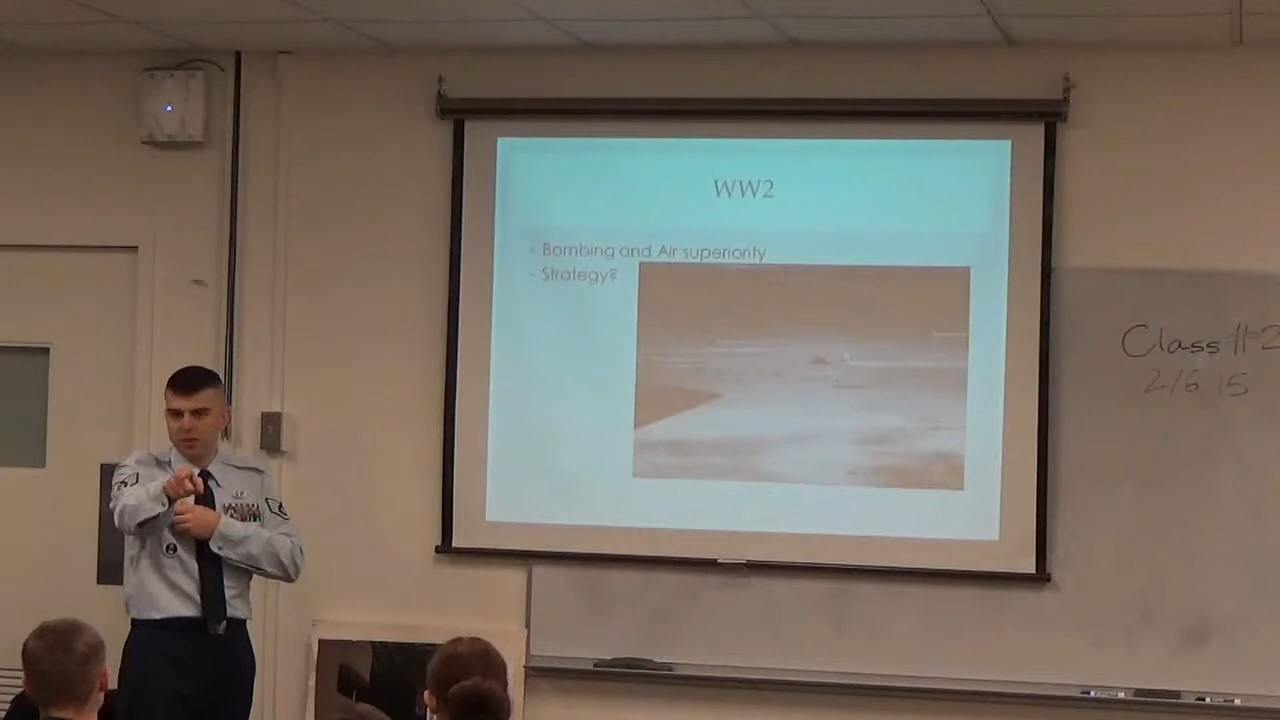 WW2
- Bombing and Air superiority
- Strategy?
Class #2
2/6 15